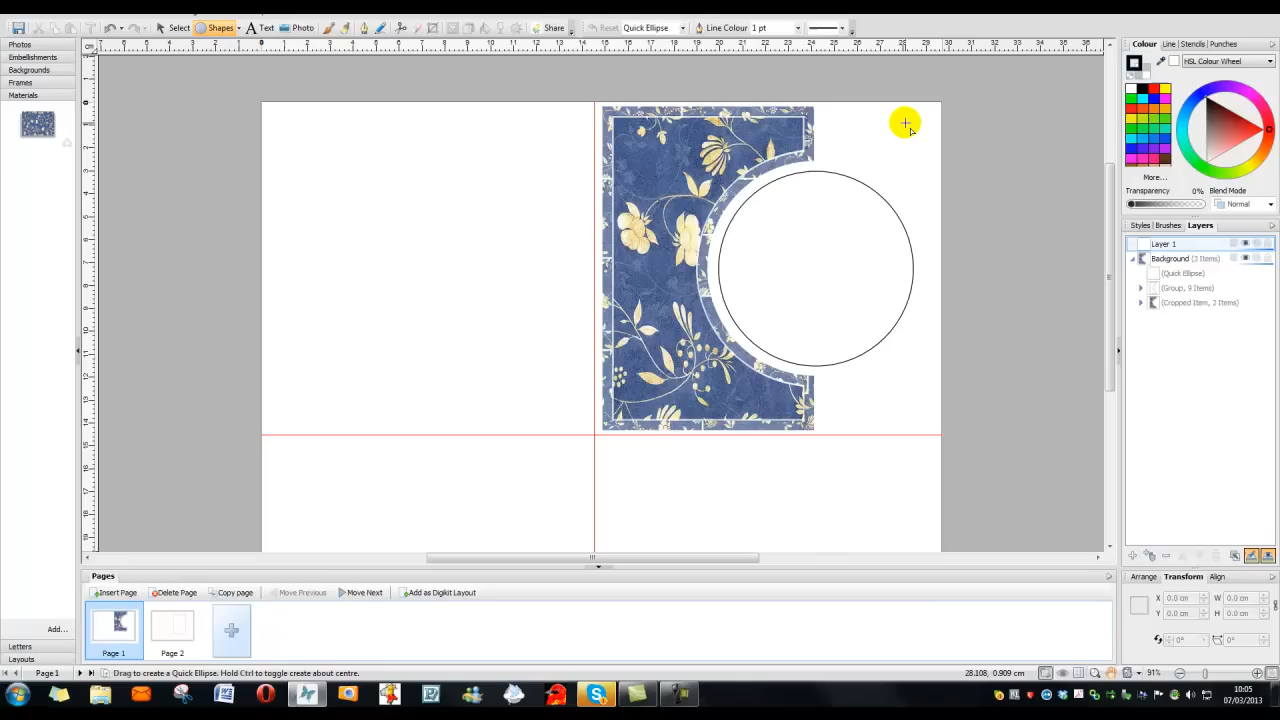 Select Shapes Text Photo Share Reset Quick Ellipse Line Colour 1 pt
Photos
Embellishments
Backgrounds
Frames
Materials
Add...
Letters
Layouts
Colour Line Stencils Punches
HSL Colour Wheel
More...
Transparency 0% Blend Mode
Normal
Styles Brushes Layers
Layer 1
Background (3 Items)
(Quick Ellipse)
(Group, 9 Items)
(Cropped Item, 2 Items)
Arrange Transform Align
X 0.0 cm W 0.0 cm
Y 0.0 cm H 0.0 cm
0° 0°
Pages
Insert Page Delete Page Copy page Move Previous Move Next Add as Digikit Layout
Page 1 Page 2
Page 1 Drag to create a Quick Ellipse. Hold Ctrl to toggle create about centre. 28.108, 0.909 cm 91%
10:05
07/03/2013